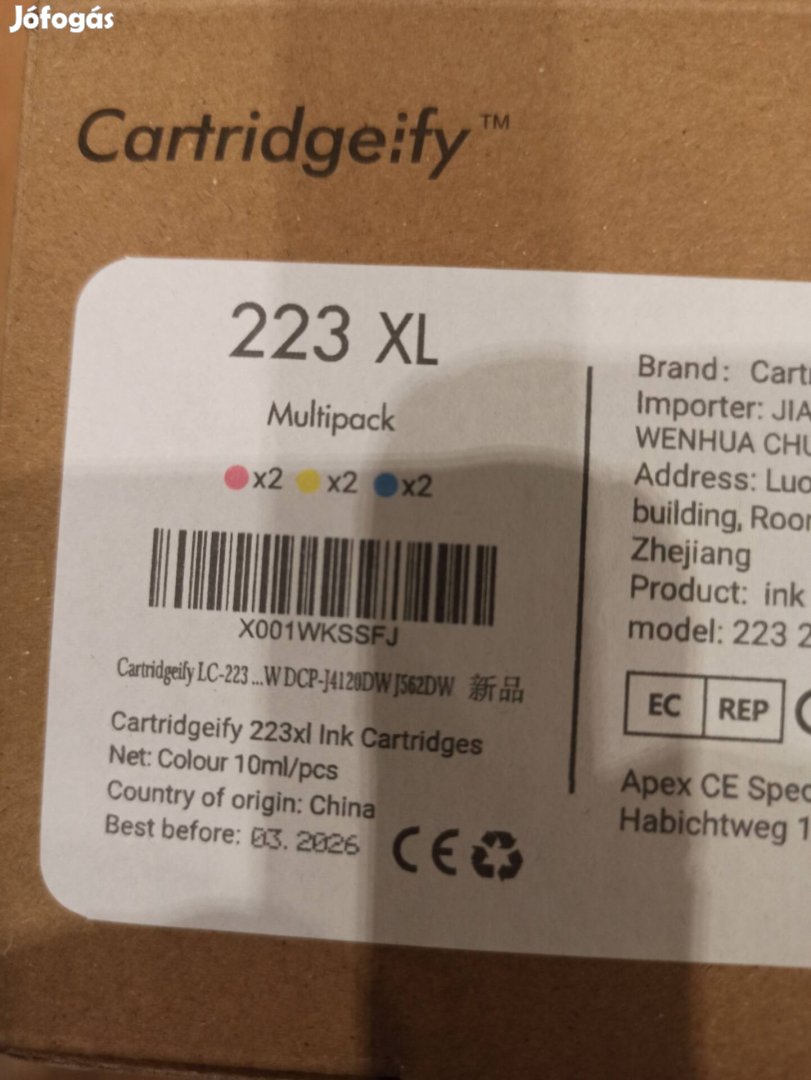 Jófogás
Cartridgeify™
223 XL
Multipack
x2 x2 x2
X001WKSSFJ
Cartridgeify LC-223 ...W DCP-J4120DW J562DW 新品
Cartridgeify 223xl Ink Cartridges
Net: Colour 10ml/pcs
Country of origin: China
Best before: 03. 2026
CE
Brand: Cart
Importer: JIA
WENHUA CHU
Address: Luo
building, Roo
Zhejiang
Product: ink
model: 223 2
EC REP
Apex CE Spec
Habichtweg 1